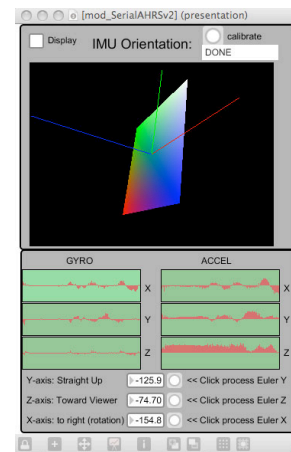 [mod_SerialAHRSv2] (presentation)
Display
IMU Orientation:
calibrate
DONE
GYRO
ACCEL
X
X
Y
Y
Z
Z
Y-axis: Straight Up -125.9 << Click process Euler Y
Z-axis: Toward Viewer -74.70 << Click process Euler Z
X-axis: to right (rotation) -154.8 << Click process Euler X